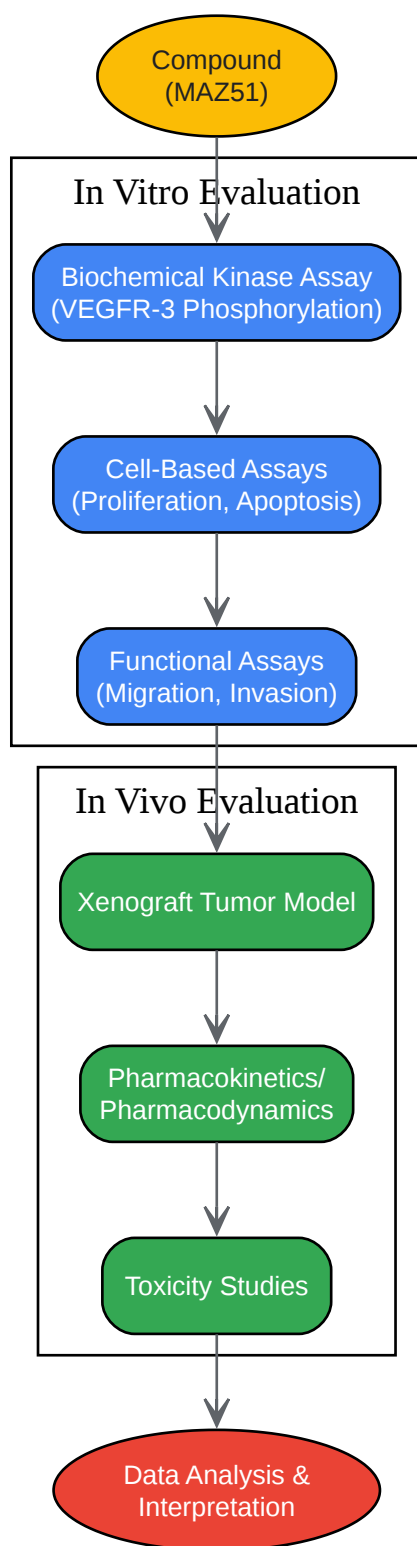 Compound
(MAZ51)
In Vitro Evaluation
Biochemical Kinase Assay
(VEGFR-3 Phosphorylation)
Cell-Based Assays
(Proliferation, Apoptosis)
Functional Assays
(Migration, Invasion)
In Vivo Evaluation
Xenograft Tumor Model
Pharmacokinetics/
Pharmacodynamics
Toxicity Studies
Data Analysis &
Interpretation